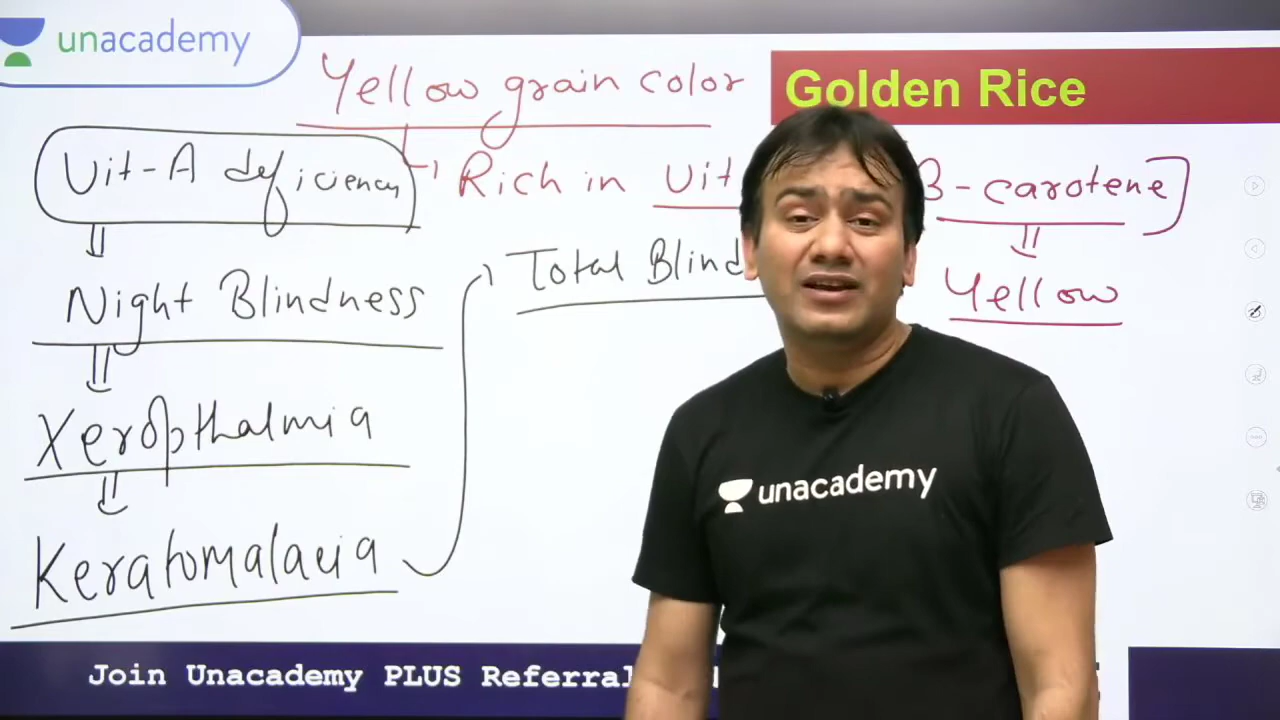 unacademy
Yellow grain color
Golden Rice
Vit-A deficiency
Rich in Vit
β-carotene
Total Blind
Yellow
Night Blindness
Xeropthalmia
Keratomalacia
unacademy
Join Unacademy PLUS Referral